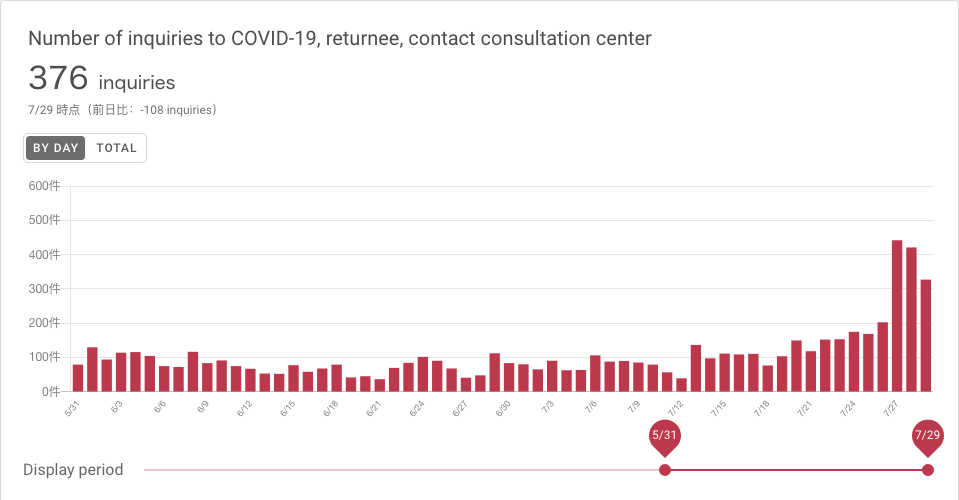 Number of inquiries to COVID-19, returnee, contact consultation center
376 inquiries
7/29 時点（前日比：-108 inquiries）
BY DAY TOTAL
600件
500件
400件
300件
200件
100件
0件
5/31 6/3 6/6 6/9 6/12 6/15 6/18 6/21 6/24 6/27 6/30 7/3 7/6 7/9 7/12 7/15 7/18 7/21 7/24 7/27
5/31 7/29
Display period